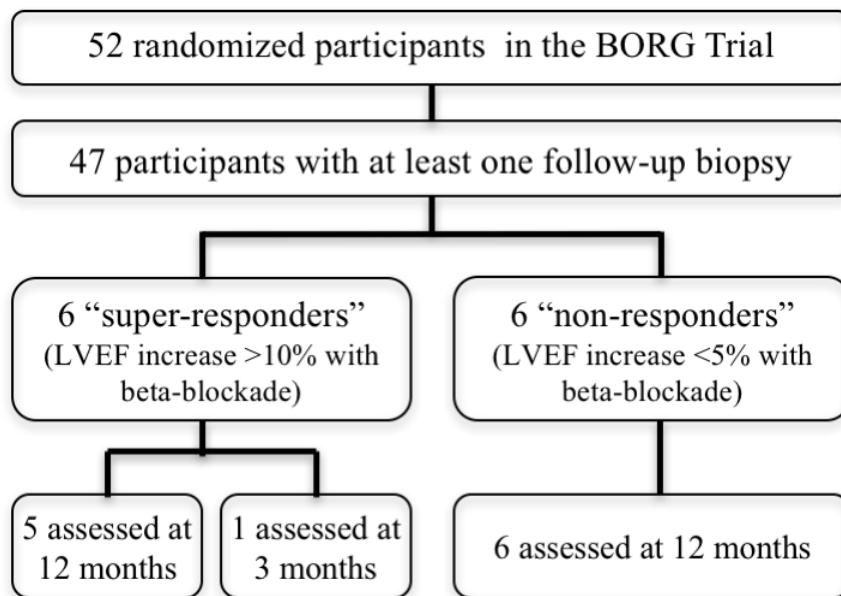 52 randomized participants in the BORG Trial
47 participants with at least one follow-up biopsy
6 “super-responders”
(LVEF increase >10% with
beta-blockade)
6 “non-responders”
(LVEF increase <5% with
beta-blockade)
5 assessed at
12 months
1 assessed at
3 months
6 assessed at 12 months